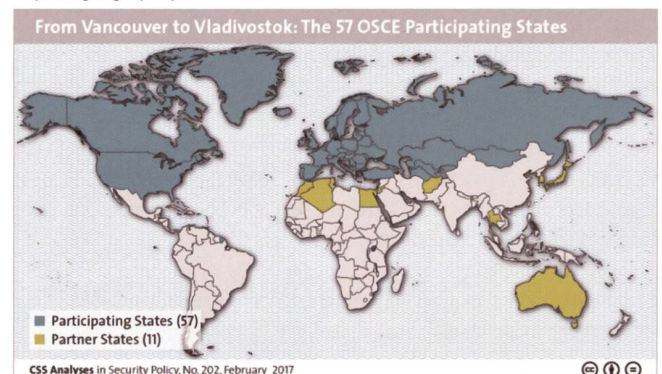 From Vancouver to Vladivostok: The 57 OSCE Participating States
Participating States (57)
Partner States (11)
CSS Analyses in Security Policy, No. 202, February 2017